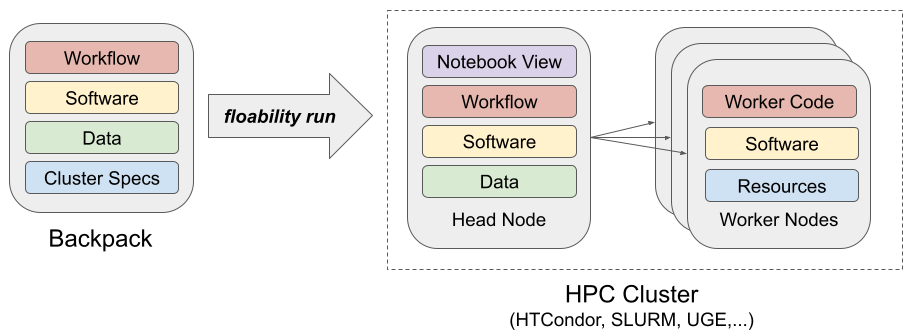 Workflow
Software
Data
Cluster Specs
Backpack
floability run
Notebook View
Workflow
Software
Data
Head Node
Worker Code
Software
Resources
Worker Nodes
HPC Cluster
(HTCondor, SLURM, UGE,...)